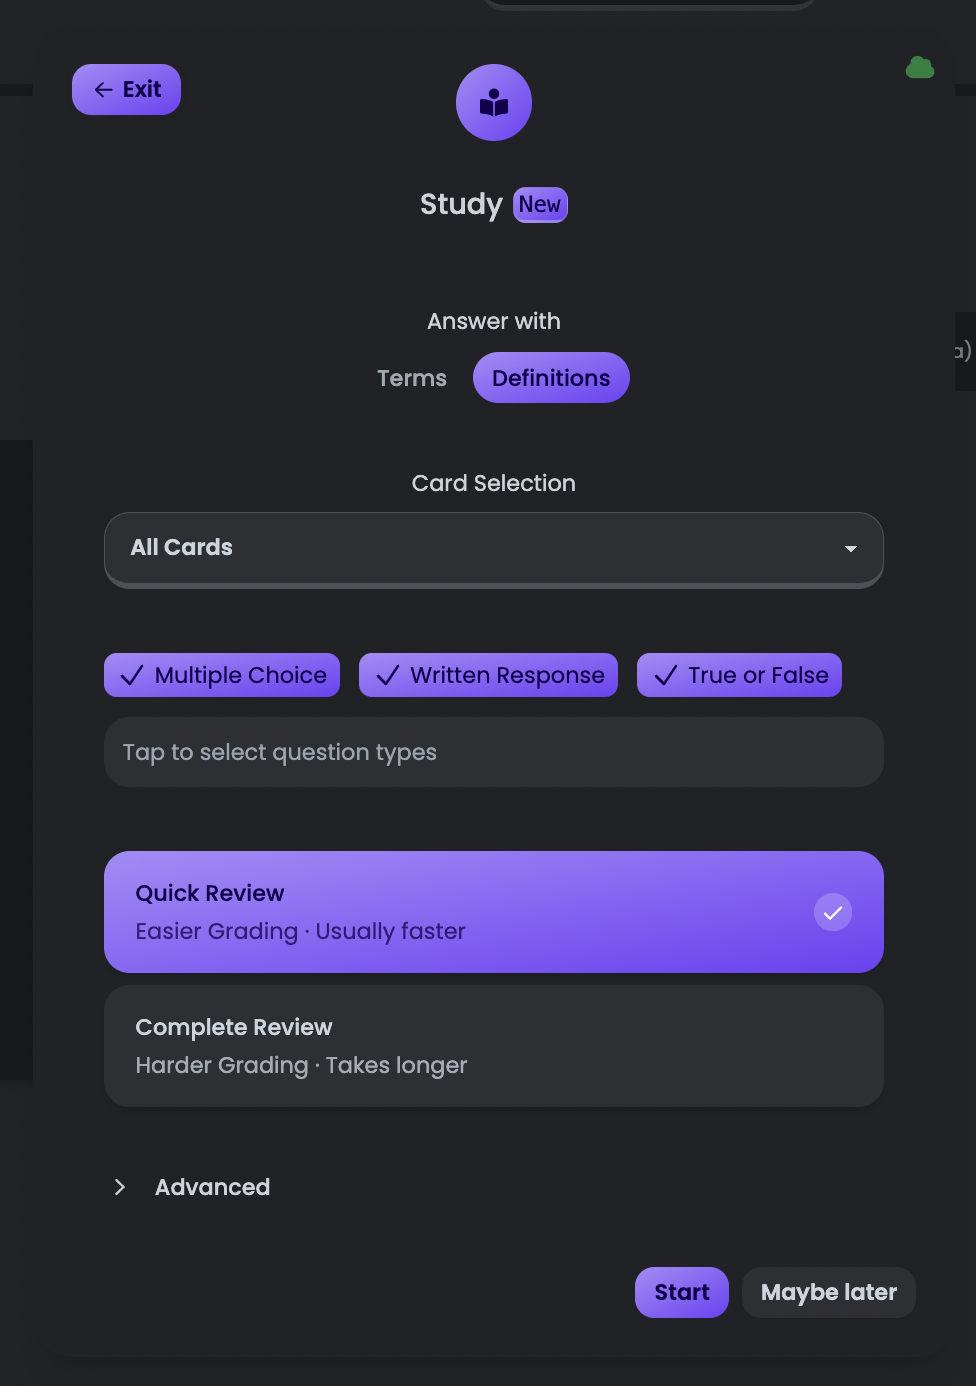 Exit
Study New
Answer with
Terms Definitions
a)
Card Selection
All Cards
Multiple Choice Written Response True or False
Tap to select question types
Quick Review
Easier Grading · Usually faster
Complete Review
Harder Grading · Takes longer
Advanced
Start Maybe later